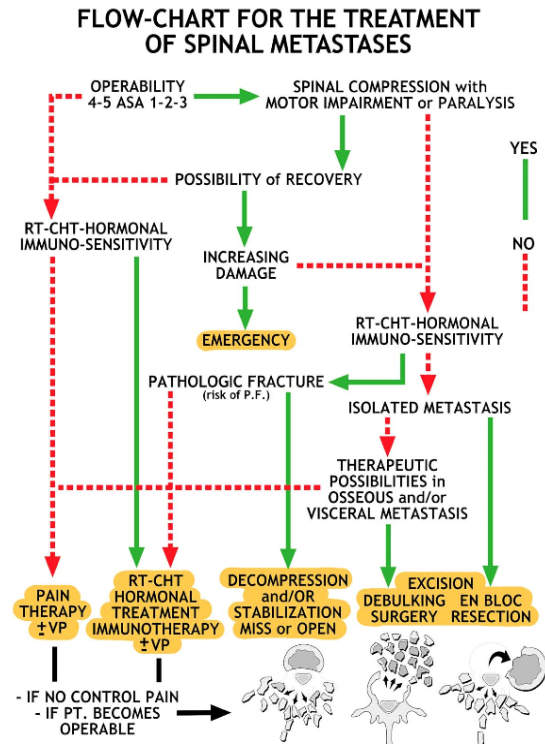 FLOW-CHART FOR THE TREATMENT
OF SPINAL METASTASES
OPERABILITY
4-5 ASA 1-2-3
SPINAL COMPRESSION with
MOTOR IMPAIRMENT or PARALYSIS
YES
NO
POSSIBILITY of RECOVERY
RT-CHT-HORMONAL
IMMUNO-SENSITIVITY
INCREASING
DAMAGE
EMERGENCY
RT-CHT-HORMONAL
IMMUNO-SENSITIVITY
PATHOLOGIC FRACTURE
(risk of P.F.)
ISOLATED METASTASIS
THERAPEUTIC
POSSIBILITIES in
OSSEOUS and/or
VISCERAL METASTASIS
PAIN
THERAPY
±VP
RT-CHT
HORMONAL
TREATMENT
IMMUNOTHERAPY
±VP
DECOMPRESSION
and/OR
STABILIZATION
MISS or OPEN
EXCISION
DEBULKING
SURGERY
EN BLOC
RESECTION
- IF NO CONTROL PAIN
- IF PT. BECOMES
OPERABLE